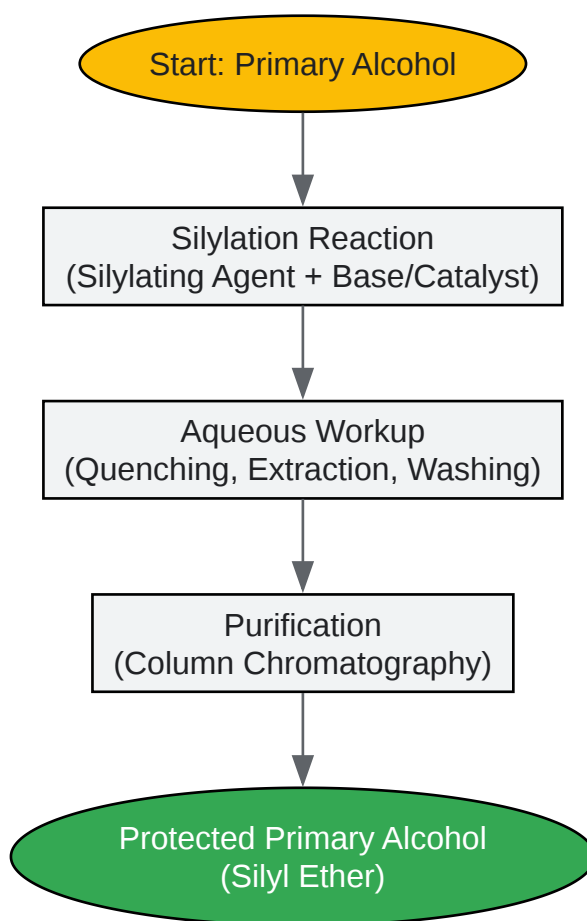 Start: Primary Alcohol
Silylation Reaction
(Silylating Agent + Base/Catalyst)
Aqueous Workup
(Quenching, Extraction, Washing)
Purification
(Column Chromatography)
Protected Primary Alcohol
(Silyl Ether)